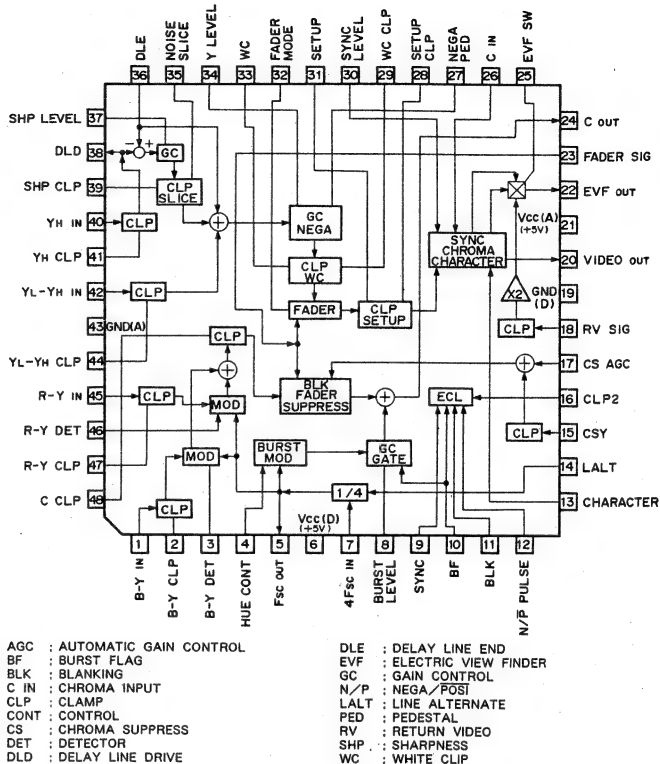 DLE
NOISE SLICE
Y LEVEL
WC
FADER MODE
SETUP
SYNC LEVEL
WC CLP
SETUP CLP
NEGA PED
C IN
EVF SW
36 35 34 33 32 31 30 29 28 27 26 25
SHP LEVEL 37
DLD 38
SHP CLP 39
YH IN 40
YH CLP 41
YL-YH IN 42
43 GND(A)
YL-YH CLP 44
R-Y IN 45
R-Y DET 46
R-Y CLP 47
C CLP 48
24 C OUT
23 FADER SIG
22 EVF OUT
VCC(A) (+5V) 21
20 VIDEO OUT
GND (D) 19
18 RV SIG
17 CS AGC
16 CLP2
15 CSY
14 LALT
13 CHARACTER
- +
GC
CLP SLICE
CLP
CLP
+
GC NEGA
CLP WC
FADER
CLP SETUP
SYNC CHROMA CHARACTER
X2
CLP
CLP
+
MOD
BLK FADER SUPPRESS
+
ECL
+
CLP
CLP
MOD
BURST MOD
GC GATE
CLP
1/4
VCC(D) (+5V)
1 2 3 4 5 6 7 8 9 10 11 12
B-Y IN
B-Y CLP
B-Y DET
HUE CONT
FSC OUT
4FSC IN
BURST LEVEL
SYNC
BF
BLK
N/P̅ PULSE
AGC : AUTOMATIC GAIN CONTROL
BF : BURST FLAG
BLK : BLANKING
C IN : CHROMA INPUT
CLP : CLAMP
CONT : CONTROL
CS : CHROMA SUPPRESS
DET : DETECTOR
DLD : DELAY LINE DRIVE
DLE : DELAY LINE END
EVF : ELECTRIC VIEW FINDER
GC : GAIN CONTROL
N/P : NEGA/P̅O̅S̅I̅
LALT : LINE ALTERNATE
PED : PEDESTAL
RV : RETURN VIDEO
SHP : SHARPNESS
WC : WHITE CLIP